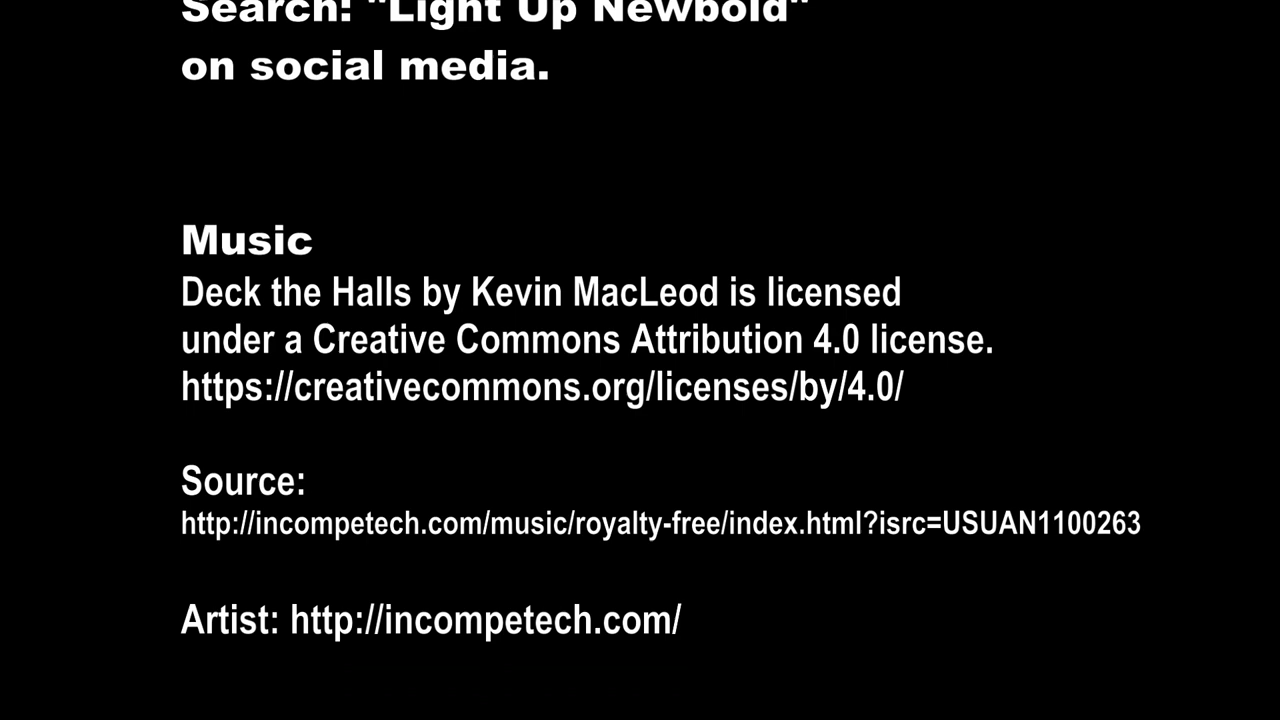 Search: "Light Up Newbold"
on social media.
Music
Deck the Halls by Kevin MacLeod is licensed
under a Creative Commons Attribution 4.0 license.
https://creativecommons.org/licenses/by/4.0/
Source:
http://incompetech.com/music/royalty-free/index.html?isrc=USUAN1100263
Artist: http://incompetech.com/